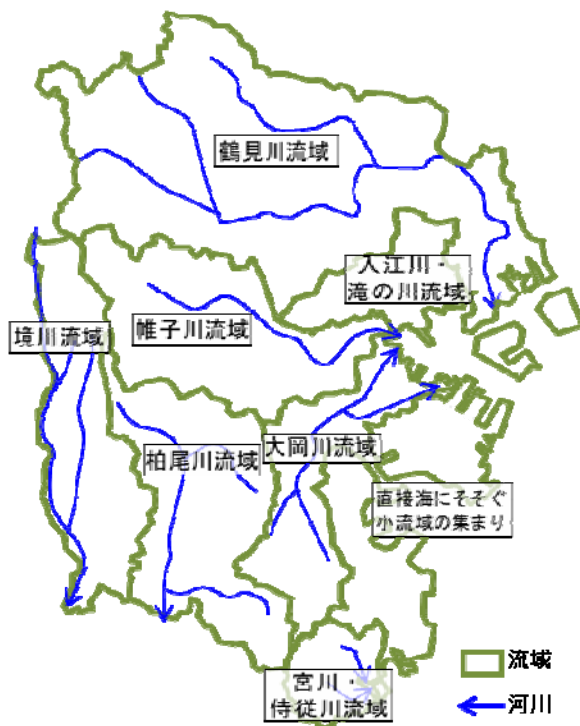 鶴見川流域
入江川・
滝の川流域
境川流域
帷子川流域
柏尾川流域
大岡川流域
直接海にそそぐ
小流域の集まり
宮川・
侍従川流域
流域
河川